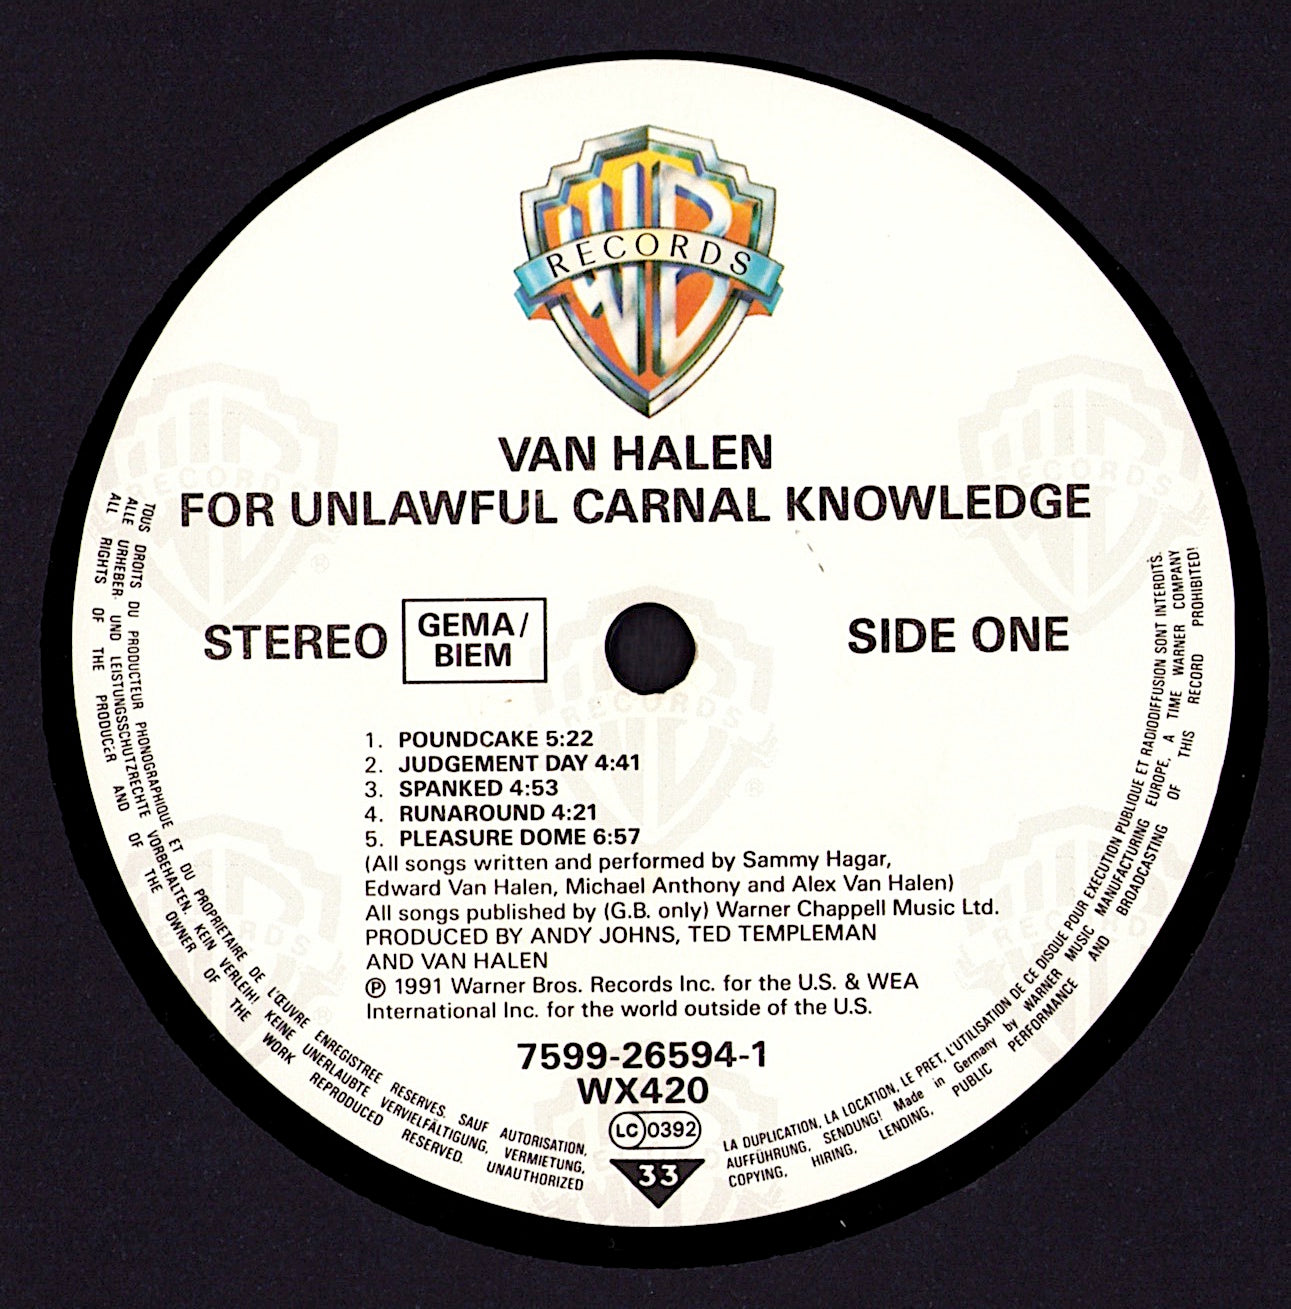 WB
RECORDS
VAN HALEN
FOR UNLAWFUL CARNAL KNOWLEDGE
STEREO
GEMA/
BIEM
SIDE ONE
1. POUNDCAKE 5:22
2. JUDGEMENT DAY 4:41
3. SPANKED 4:53
4. RUNAROUND 4:21
5. PLEASURE DOME 6:57
(All songs written and performed by Sammy Hagar,
Edward Van Halen, Michael Anthony and Alex Van Halen)
All songs published by (G.B. only) Warner Chappell Music Ltd.
PRODUCED BY ANDY JOHNS, TED TEMPLEMAN
AND VAN HALEN
℗ 1991 Warner Bros. Records Inc. for the U.S. & WEA
International Inc. for the world outside of the U.S.
7599-26594-1
WX420
LC 0392
33
TOUS DROITS DU PRODUCTEUR PHONOGRAPHIQUE ET DU PROPRIETAIRE DE L'ŒUVRE ENREGISTREE RESERVES. SAUF AUTORISATION, LA DUPLICATION, LA LOCATION, LE PRET, L'UTILISATION DE CE DISQUE POUR EXECUTION PUBLIQUE ET RADIODIFFUSION SONT INTERDITS.
ALLE URHEBER- UND LEISTUNGSSCHUTZRECHTE VORBEHALTEN. KEIN VERLEIH! KEINE UNERLAUBTE VERVIELFÄLTIGUNG, VERMIETUNG, AUFFÜHRUNG, SENDUNG! Made in Germany by WARNER MUSIC MANUFACTURING EUROPE, A TIME WARNER COMPANY
ALL RIGHTS OF THE PRODUCER AND OF THE OWNER OF THE WORK REPRODUCED RESERVED. UNAUTHORIZED COPYING, HIRING, LENDING, PUBLIC PERFORMANCE AND BROADCASTING OF THIS RECORD PROHIBITED!